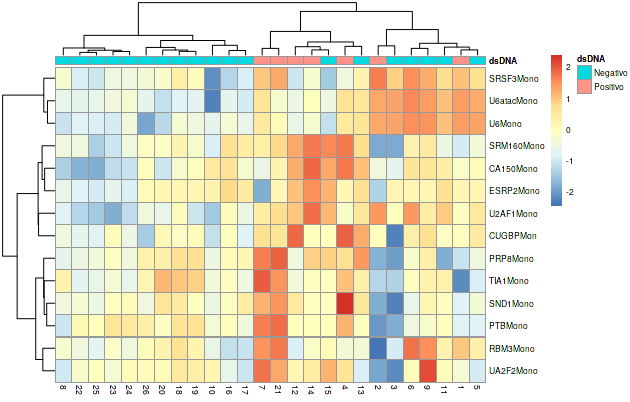 dsDNA
SRSF3Mono
U6atacMono
U6Mono
SRM160Mono
CA150Mono
ESRP2Mono
U2AF1Mono
CUGBPMon
PRP8Mono
TIA1Mono
SND1Mono
PTBMono
RBM3Mono
UA2F2Mono
8 22 25 23 24 26 20 18 19 10 16 17 7 21 12 14 15 4 13 2 3 6 9 11 1 5
2
1
0
-1
-2
dsDNA
Negativo
Positivo